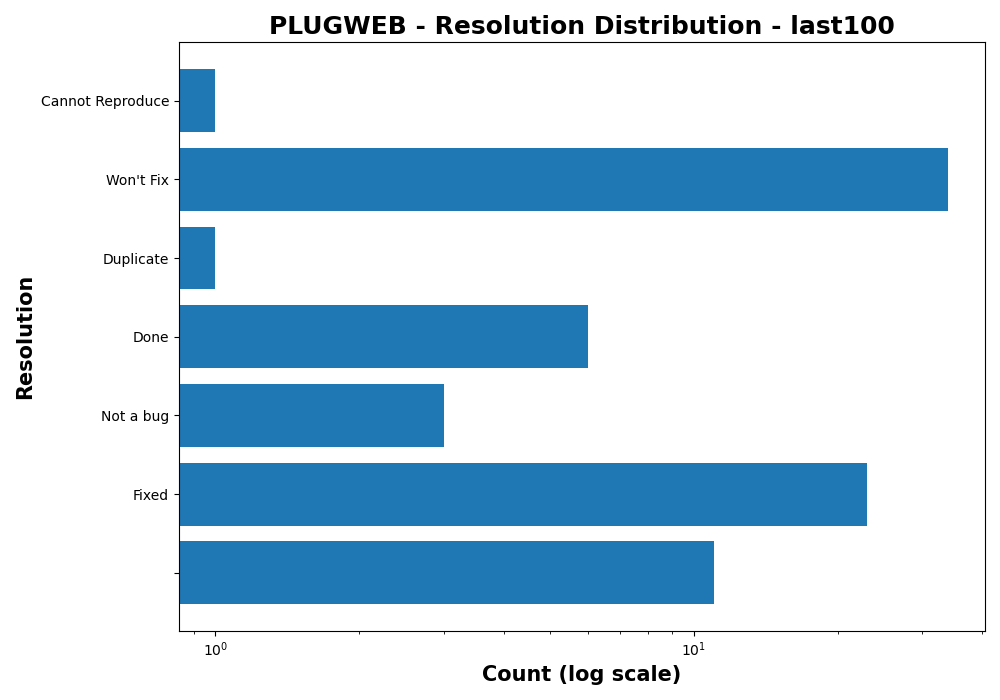 PLUGWEB - Resolution Distribution - last100
Cannot Reproduce
Won't Fix
Duplicate
Done
Not a bug
Fixed
Resolution
10⁰ 10¹
Count (log scale)